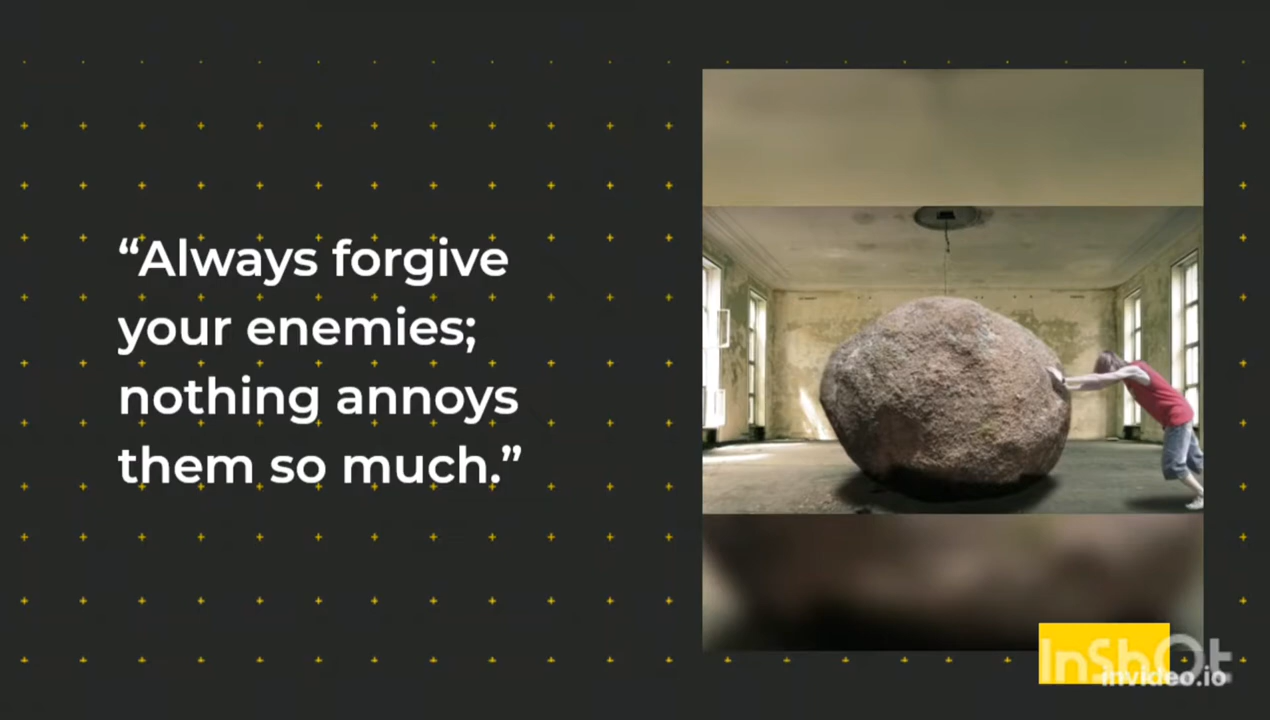 “Always forgive
your enemies;
nothing annoys
them so much.”
InShOt
invideo.io